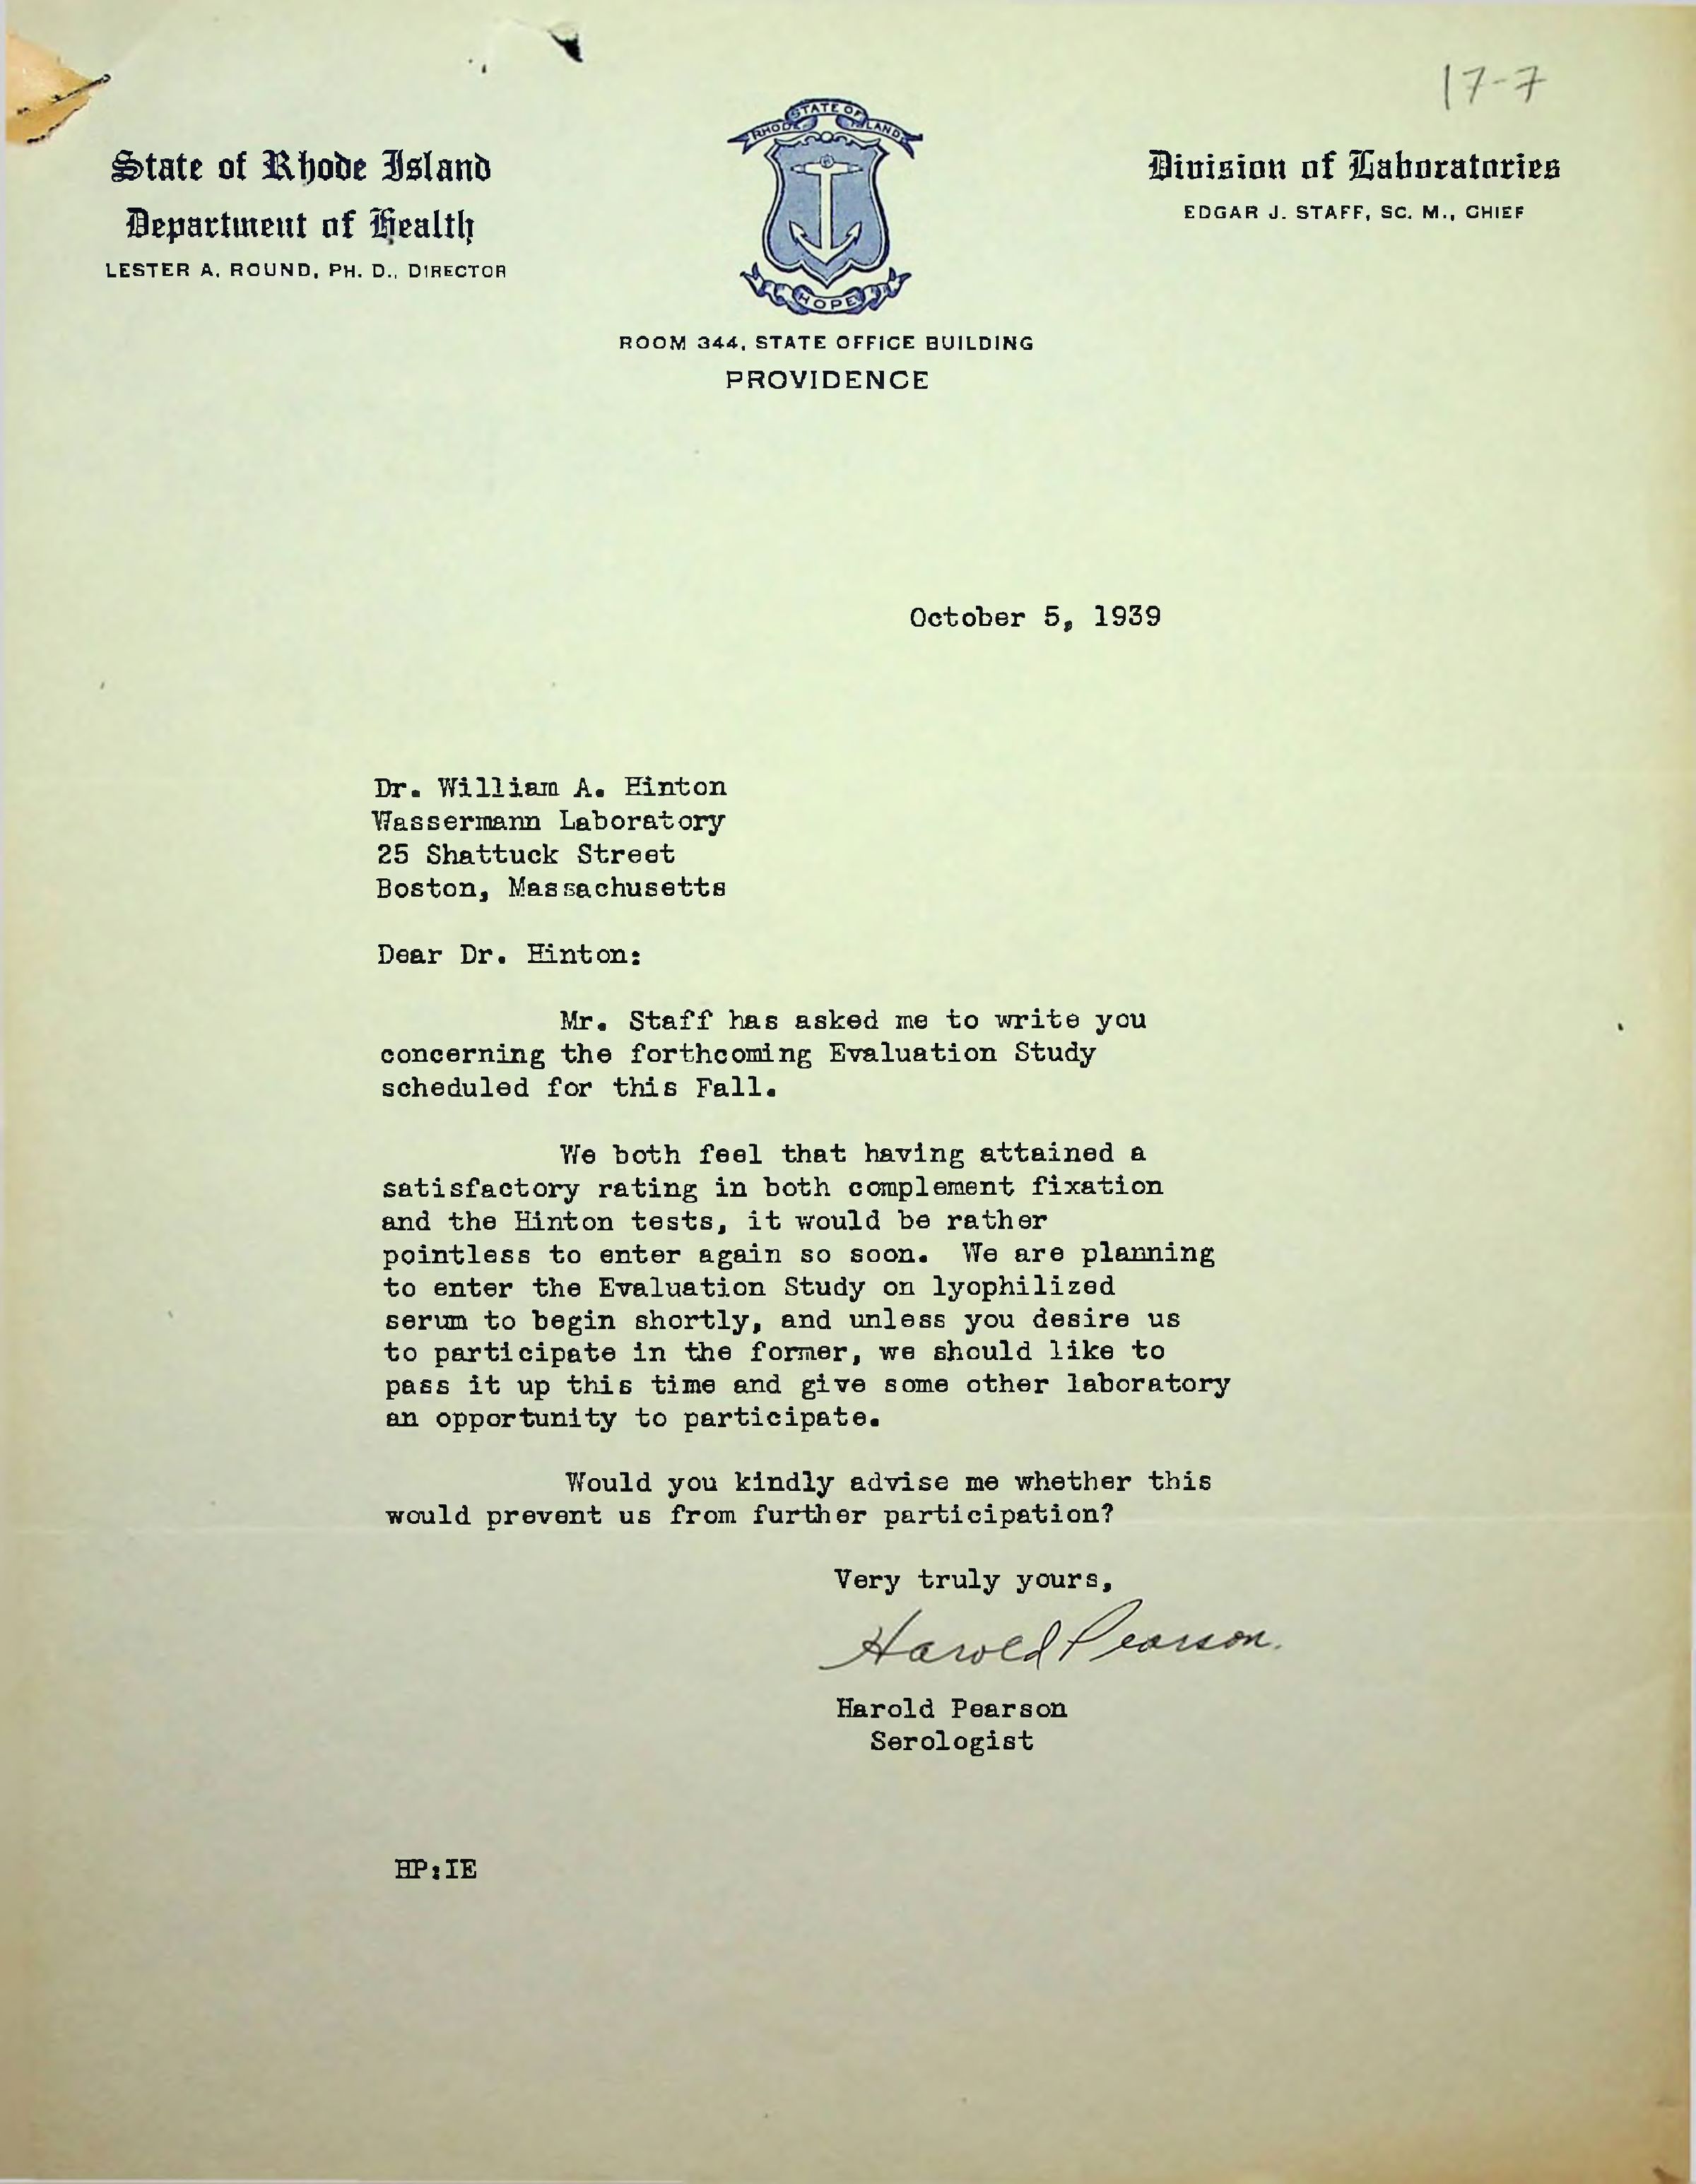 17-7
State of Rhode Island
Department of Health
LESTER A. ROUND, PH. D., DIRECTOR
STATE OF
RHODE ISLAND
HOPE
ROOM 344, STATE OFFICE BUILDING
PROVIDENCE
Division of Laboratories
EDGAR J. STAFF, SC. M., CHIEF
October 5, 1939
Dr. William A. Hinton
Wassermann Laboratory
25 Shattuck Street
Boston, Massachusetts
Dear Dr. Hinton:
Mr. Staff has asked me to write you
concerning the forthcoming Evaluation Study
scheduled for this Fall.
We both feel that having attained a
satisfactory rating in both complement fixation
and the Hinton tests, it would be rather
pointless to enter again so soon. We are planning
to enter the Evaluation Study on lyophilized
serum to begin shortly, and unless you desire us
to participate in the former, we should like to
pass it up this time and give some other laboratory
an opportunity to participate.
Would you kindly advise me whether this
would prevent us from further participation?
Very truly yours,
Harold Pearson.
Harold Pearson
Serologist
HP:IE